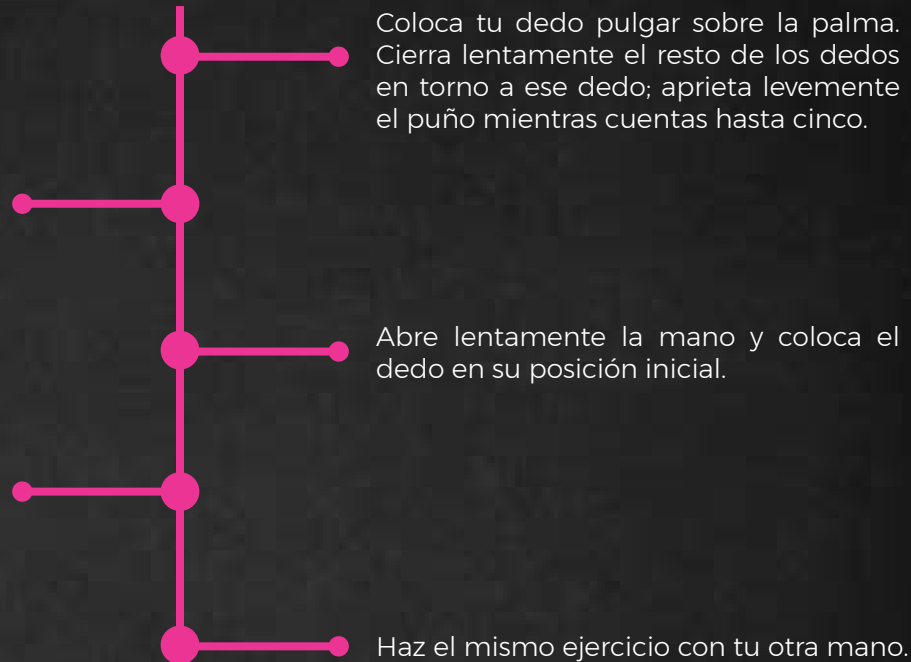 Coloca tu dedo pulgar sobre la palma.
Cierra lentamente el resto de los dedos
en torno a ese dedo; aprieta levemente
el puño mientras cuentas hasta cinco.
Abre lentamente la mano y coloca el
dedo en su posición inicial.
Haz el mismo ejercicio con tu otra mano.